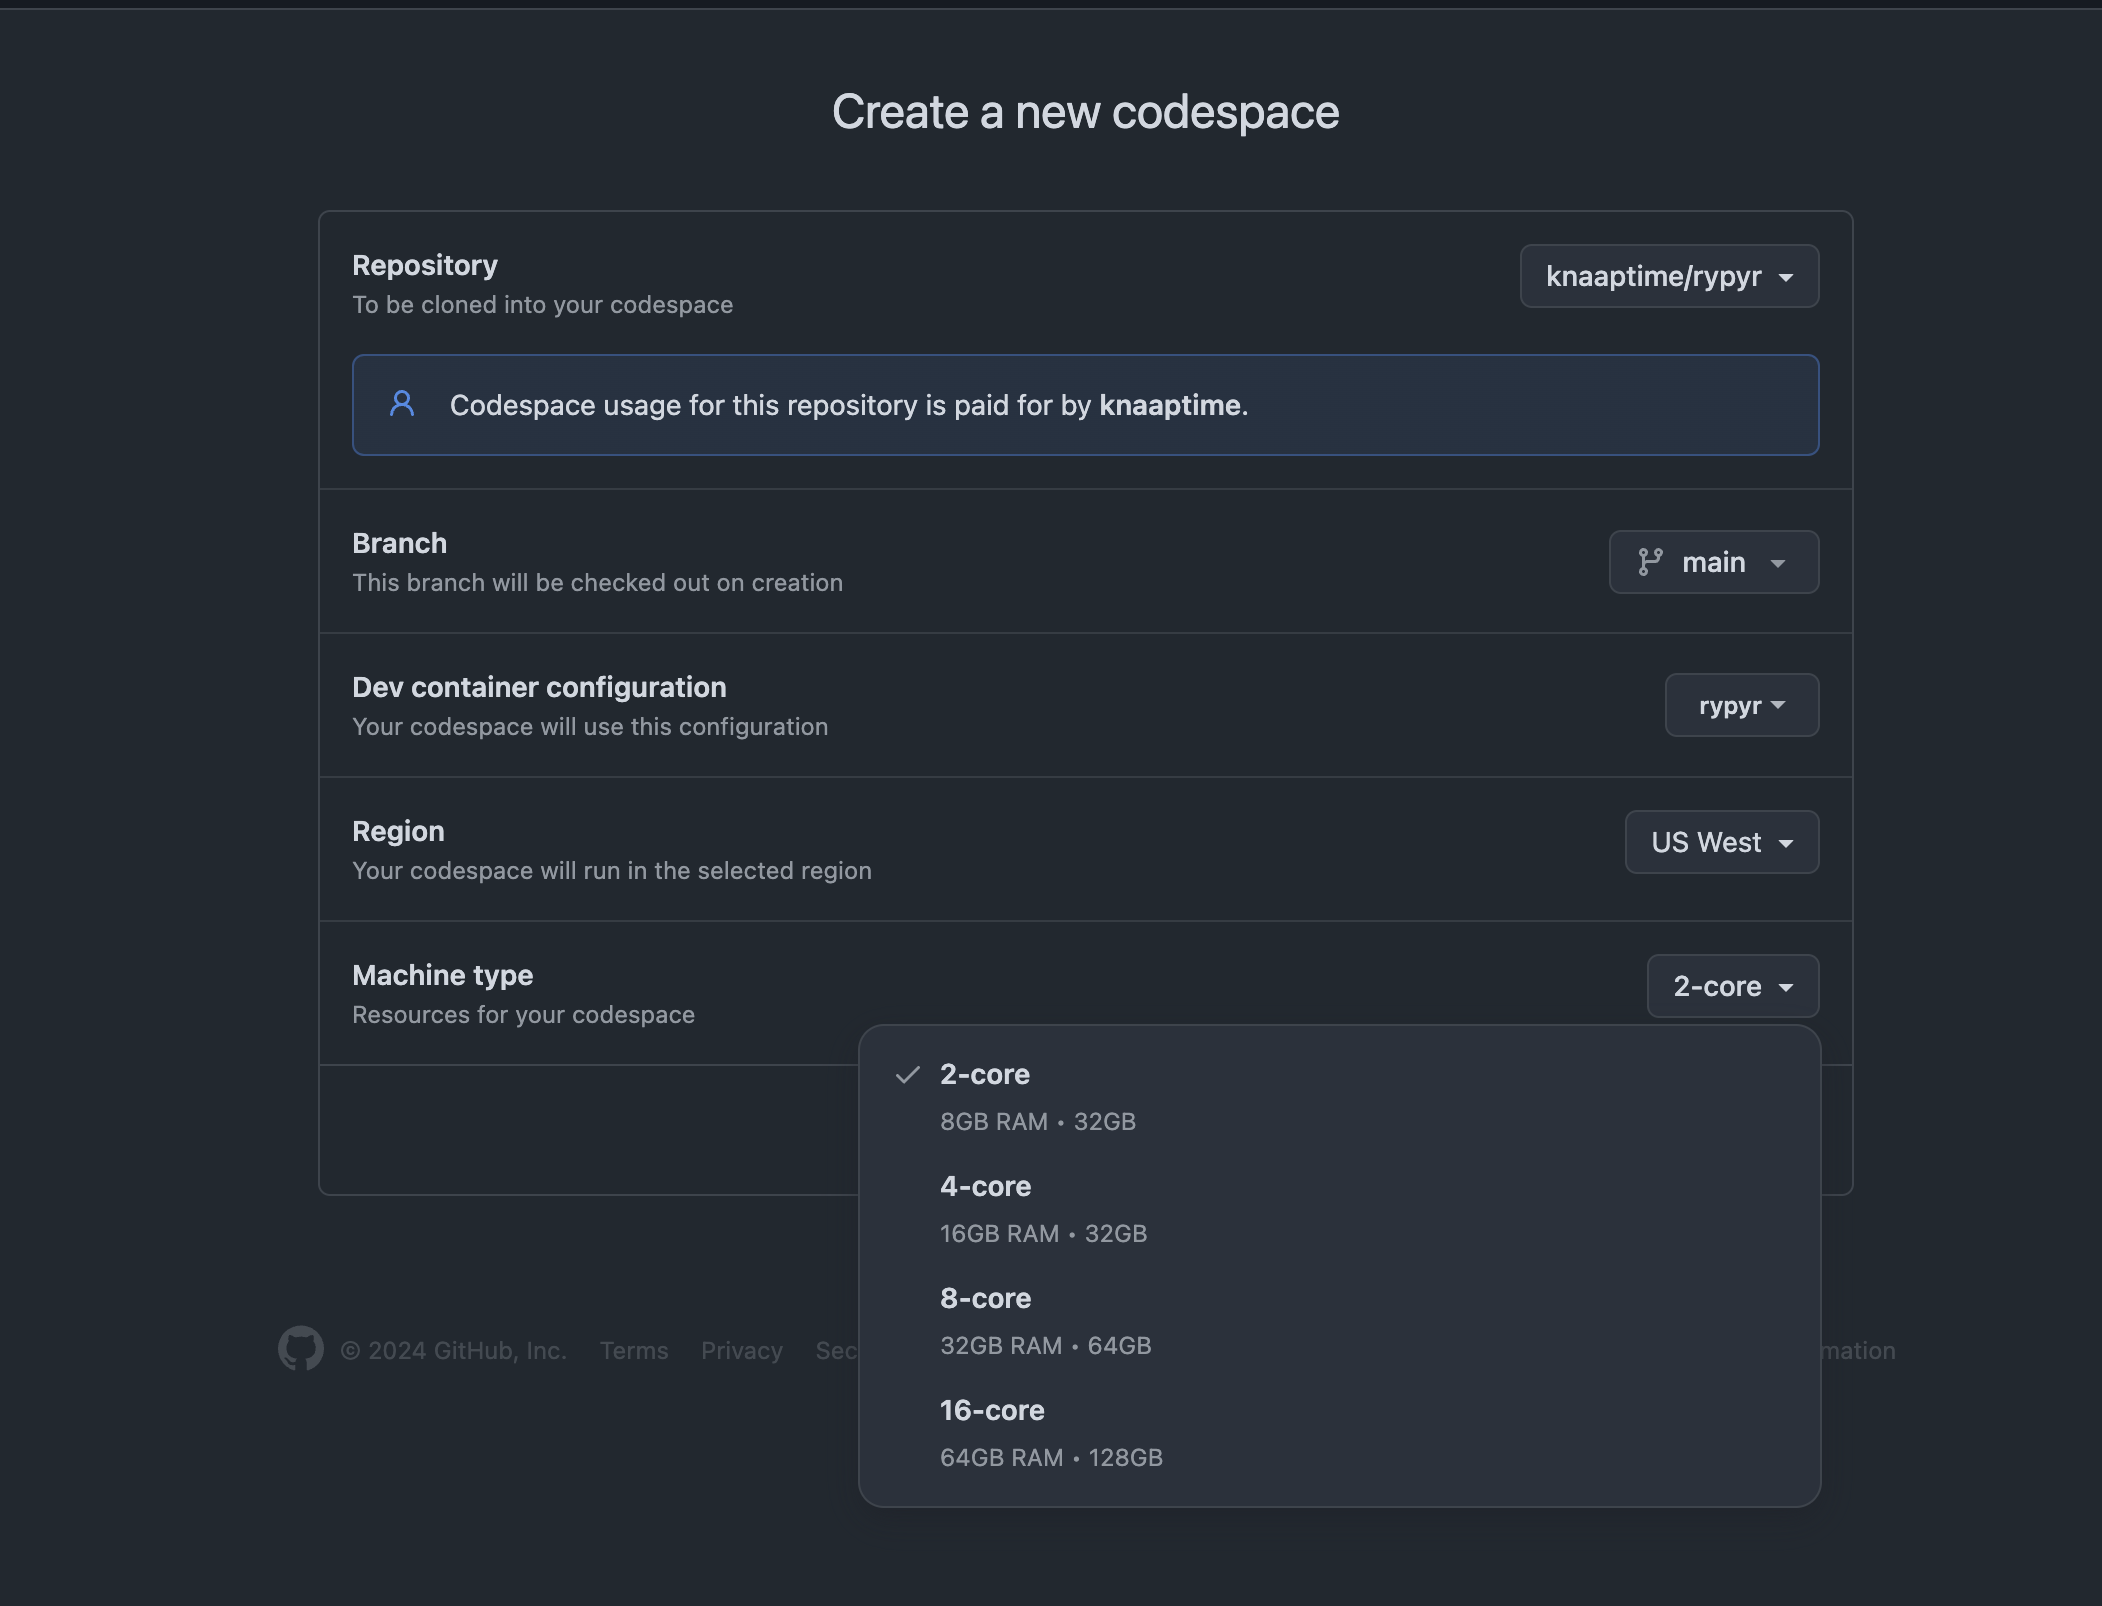 Create a new codespace
Repository
To be cloned into your codespace
knaaptime/rypyr
Codespace usage for this repository is paid for by knaaptime.
Branch
This branch will be checked out on creation
main
Dev container configuration
Your codespace will use this configuration
rypyr
Region
Your codespace will run in the selected region
US West
Machine type
Resources for your codespace
2-core
2-core
8GB RAM • 32GB
4-core
16GB RAM • 32GB
8-core
32GB RAM • 64GB
16-core
64GB RAM • 128GB
© 2024 GitHub, Inc. Terms Privacy Sec mation